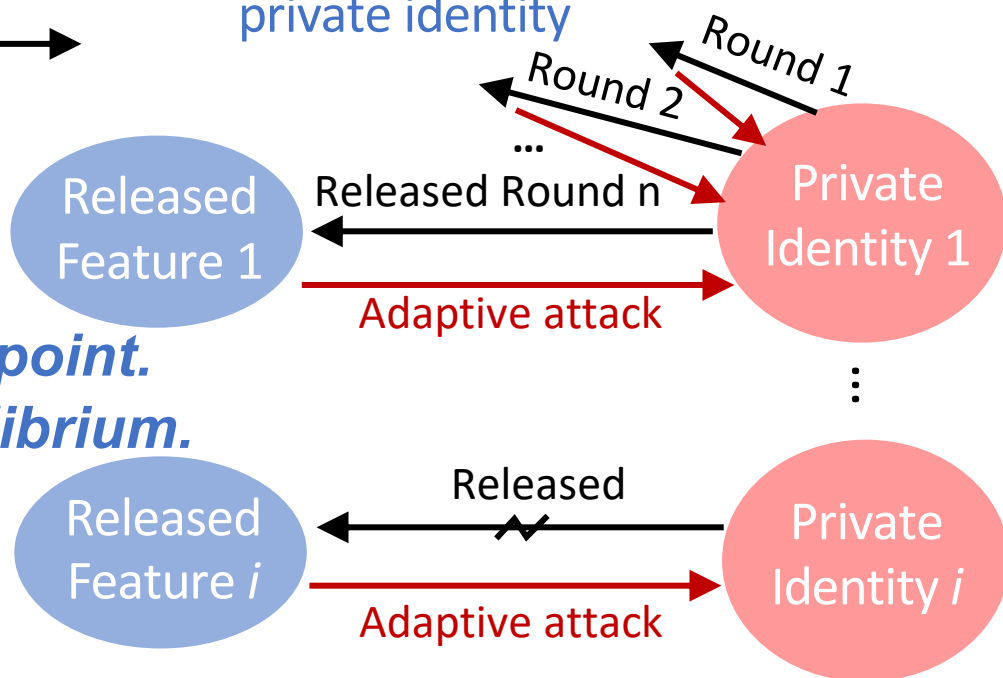 private identity
Round 1
Round 2
...
Released Round n
Released
Feature 1
Private
Identity 1
Adaptive attack
point.
...
librium.
Released
Released
Feature i
Private
Identity i
Adaptive attack